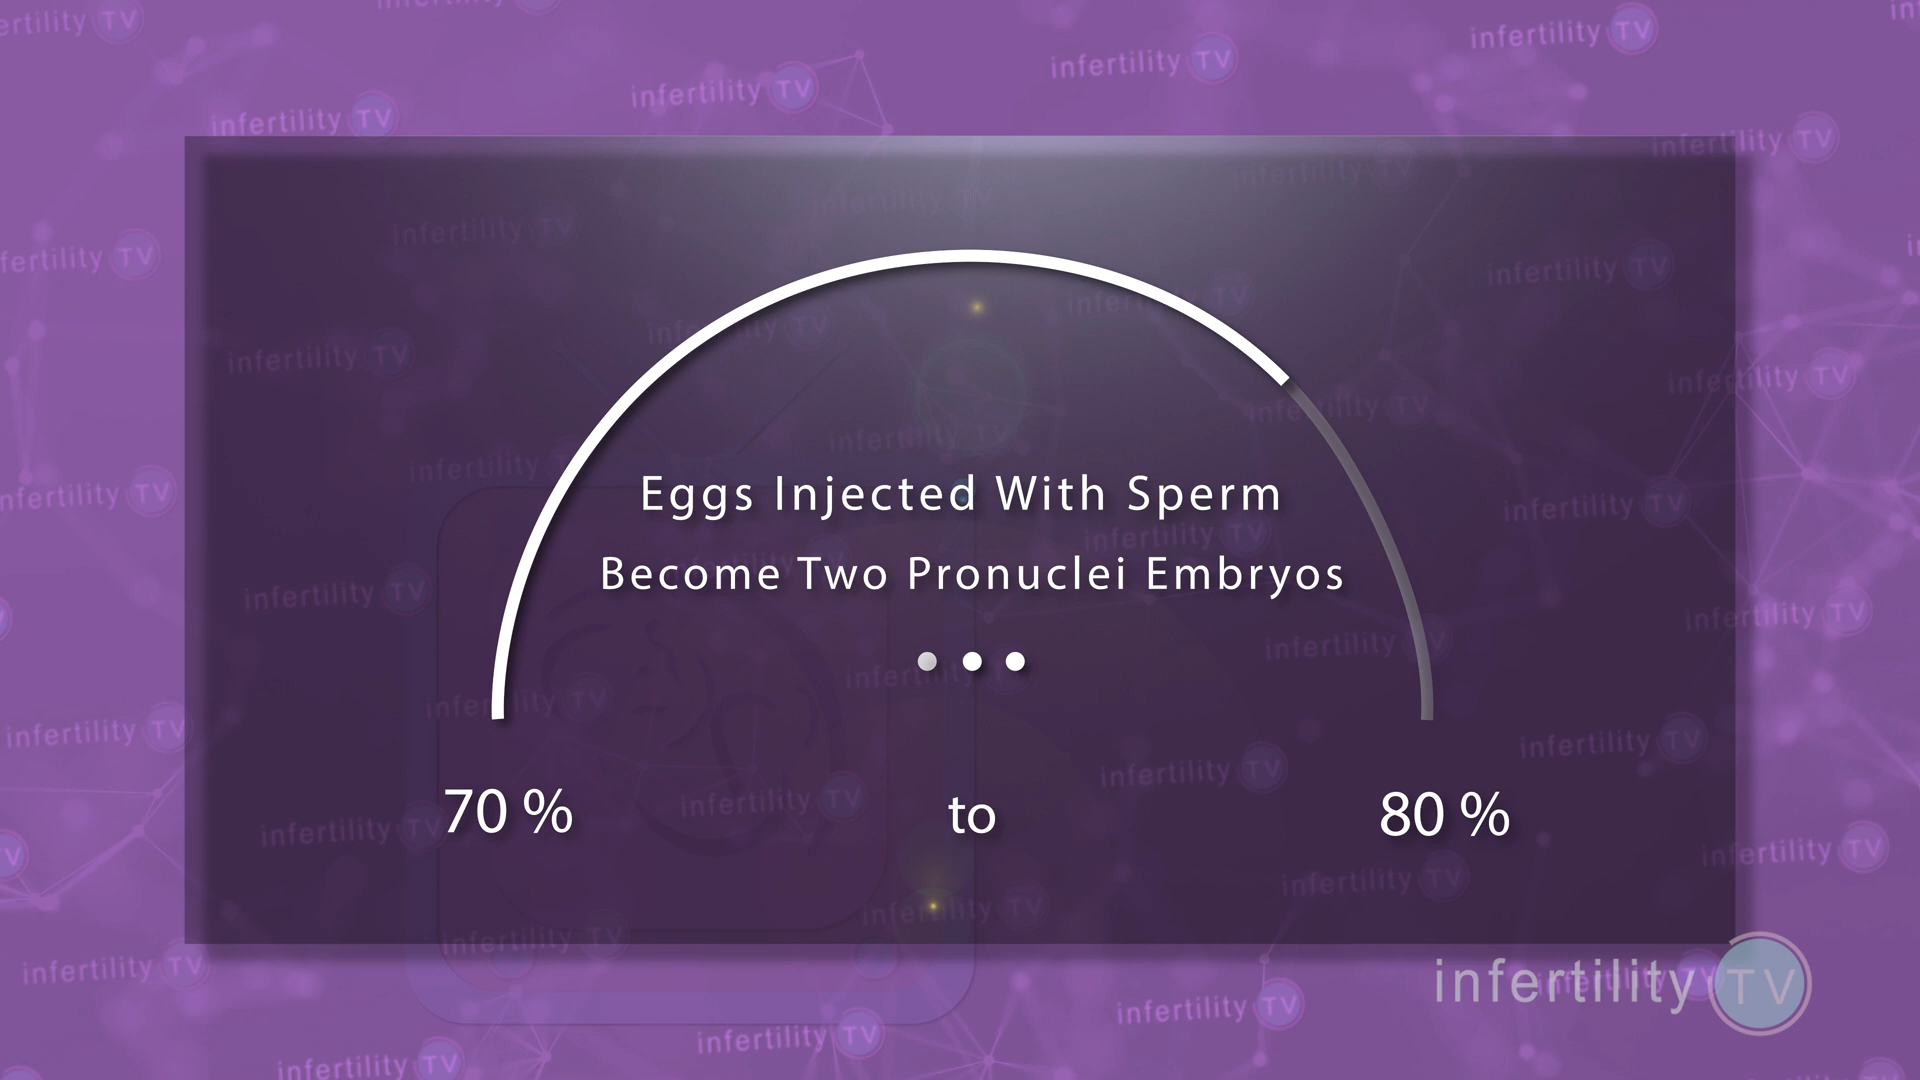 Eggs Injected With Sperm
Become Two Pronuclei Embryos
70 % to 80 %
infertility TV